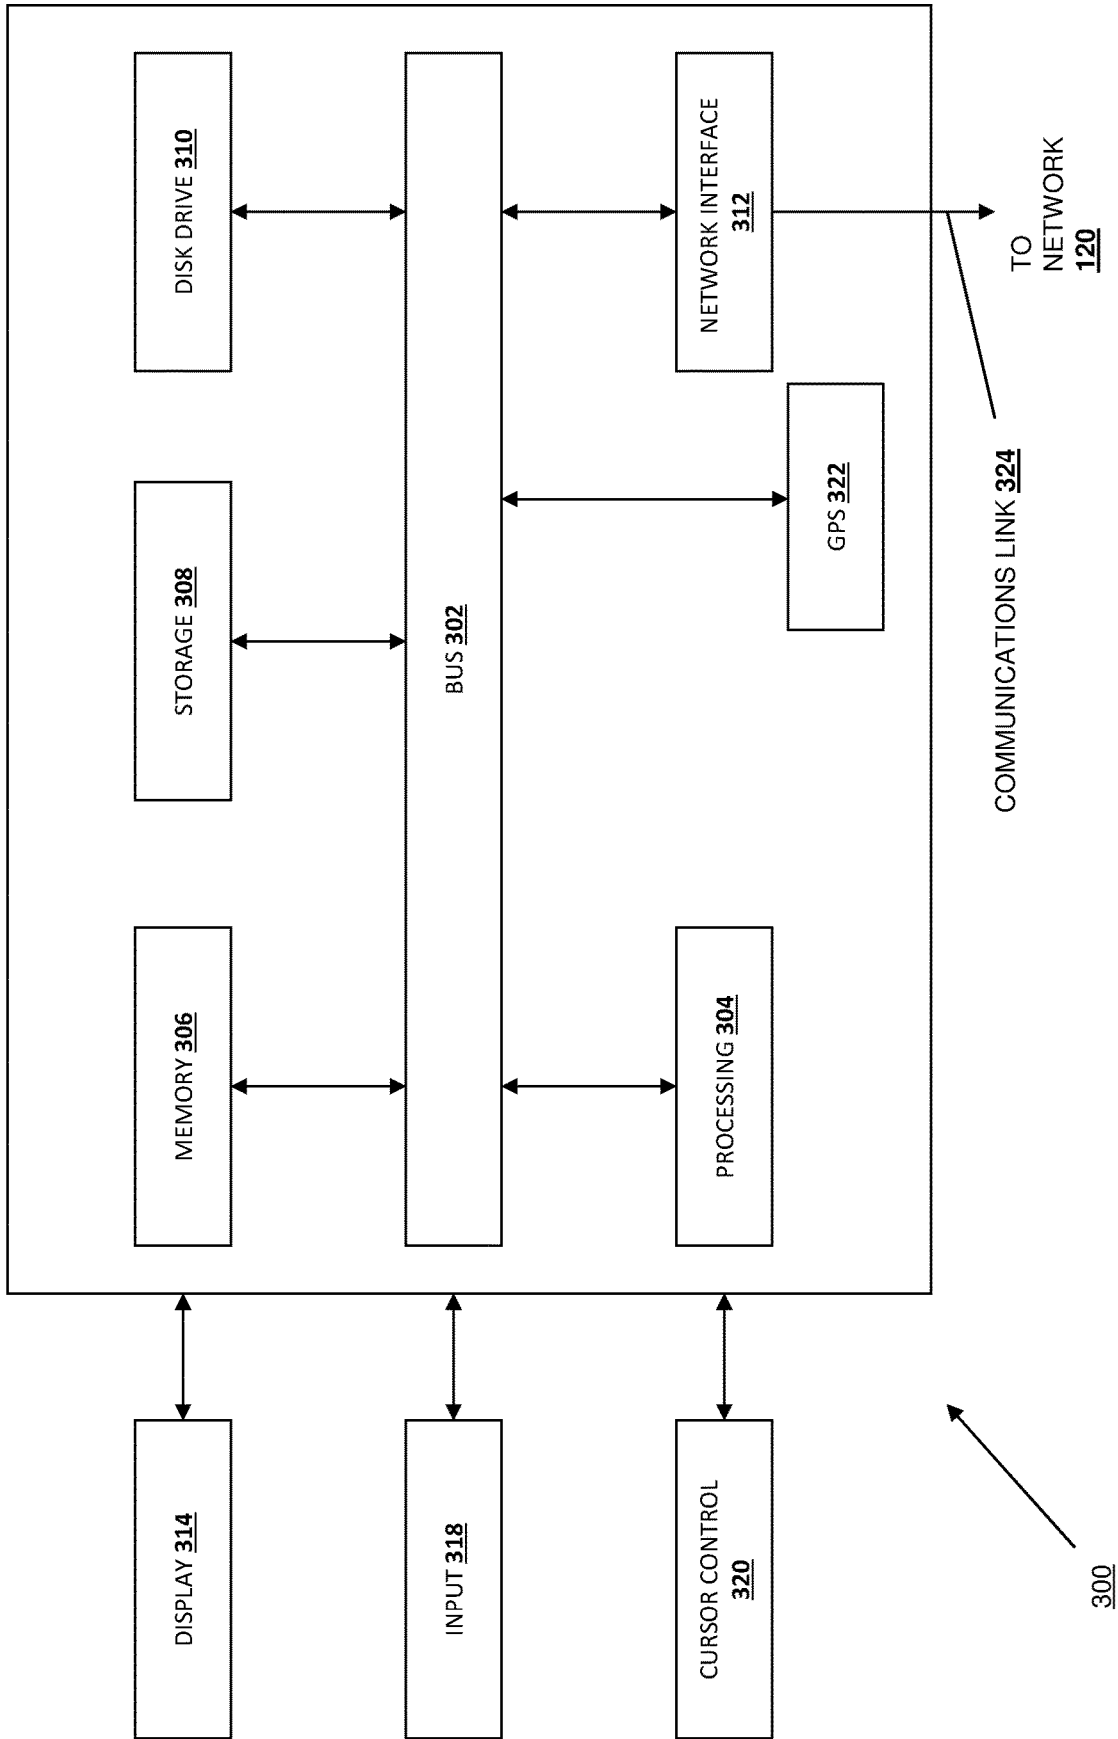 DISPLAY 314
MEMORY 306
STORAGE 308
DISK DRIVE 310
INPUT 318
BUS 302
CURSOR CONTROL
320
PROCESSING 304
NETWORK INTERFACE
312
GPS 322
COMMUNICATIONS LINK 324
TO
NETWORK
120
300